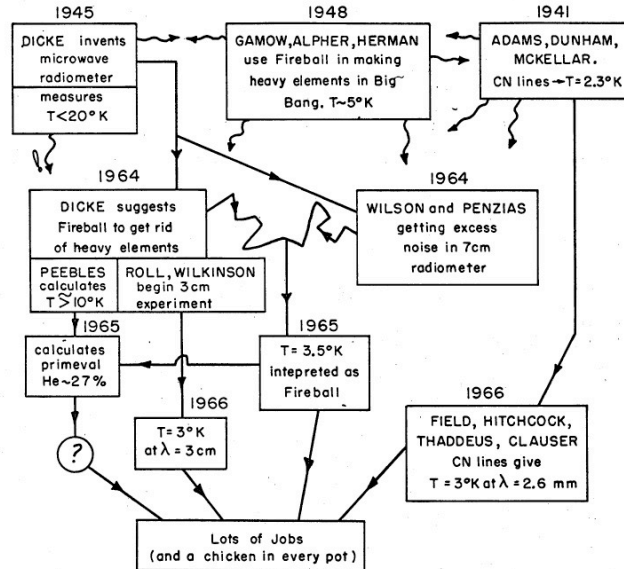 1945
DICKE invents
microwave
radiometer
measures
T<20°K
1948
GAMOW, ALPHER, HERMAN
use Fireball in making
heavy elements in Big~
Bang. T~5°K
1941
ADAMS, DUNHAM,
MCKELLAR.
CN lines → T=2.3°K
1964
DICKE suggests
Fireball to get rid
of heavy elements
PEEBLES
calculates
T ≳ 10°K
ROLL, WILKINSON
begin 3cm
experiment
1964
WILSON and PENZIAS
getting excess
noise in 7cm
radiometer
1965
calculates
primeval
He~27%
1965
T = 3.5°K
intepreted as
Fireball
?
1966
T = 3°K
at λ = 3cm
1966
FIELD, HITCHCOCK,
THADDEUS, CLAUSER
CN lines give
T = 3°K at λ = 2.6 mm
Lots of Jobs
(and a chicken in every pot)